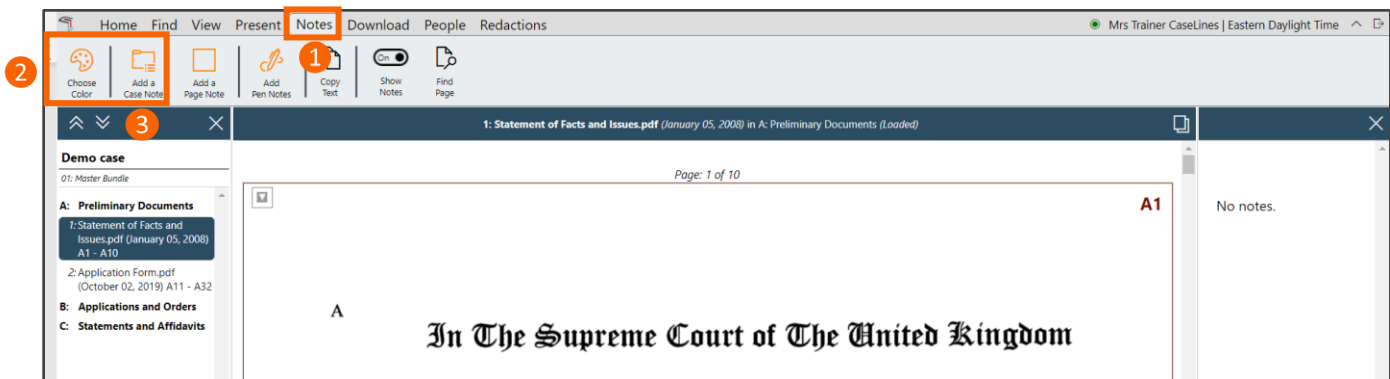 Home Find View Present Notes Download People Redactions
Mrs Trainer CaseLines | Eastern Daylight Time
1
2
Choose Color
Add a Case Note
Add a Page Note
Add Pen Notes
Copy Text
On
Show Notes
Find Page
3
1: Statement of Facts and Issues.pdf (January 05, 2008) in A: Preliminary Documents (Loaded)
Demo case
01: Master Bundle
A: Preliminary Documents
1: Statement of Facts and
Issues.pdf (January 05, 2008)
A1 - A10
2: Application Form.pdf
(October 02, 2019) A11 - A32
B: Applications and Orders
C: Statements and Affidavits
Page: 1 of 10
A1
A
In The Supreme Court of The United Kingdom
No notes.